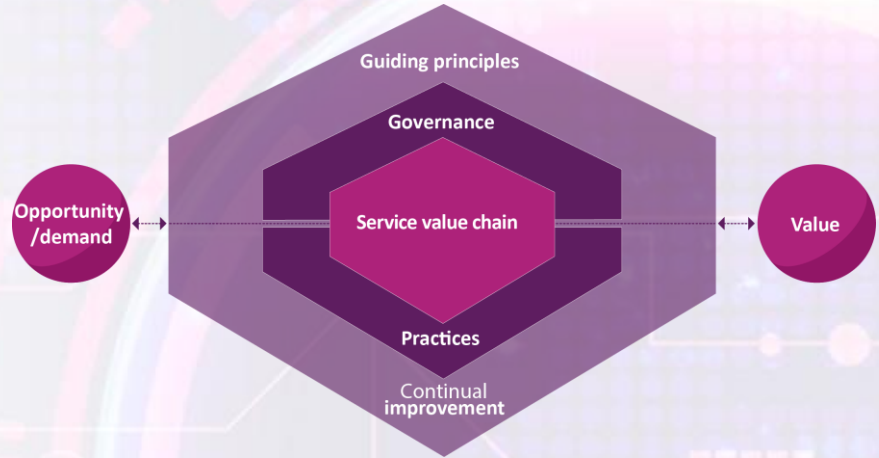 Guiding principles
Governance
Opportunity
/demand
Service value chain
Value
Practices
Continual
improvement